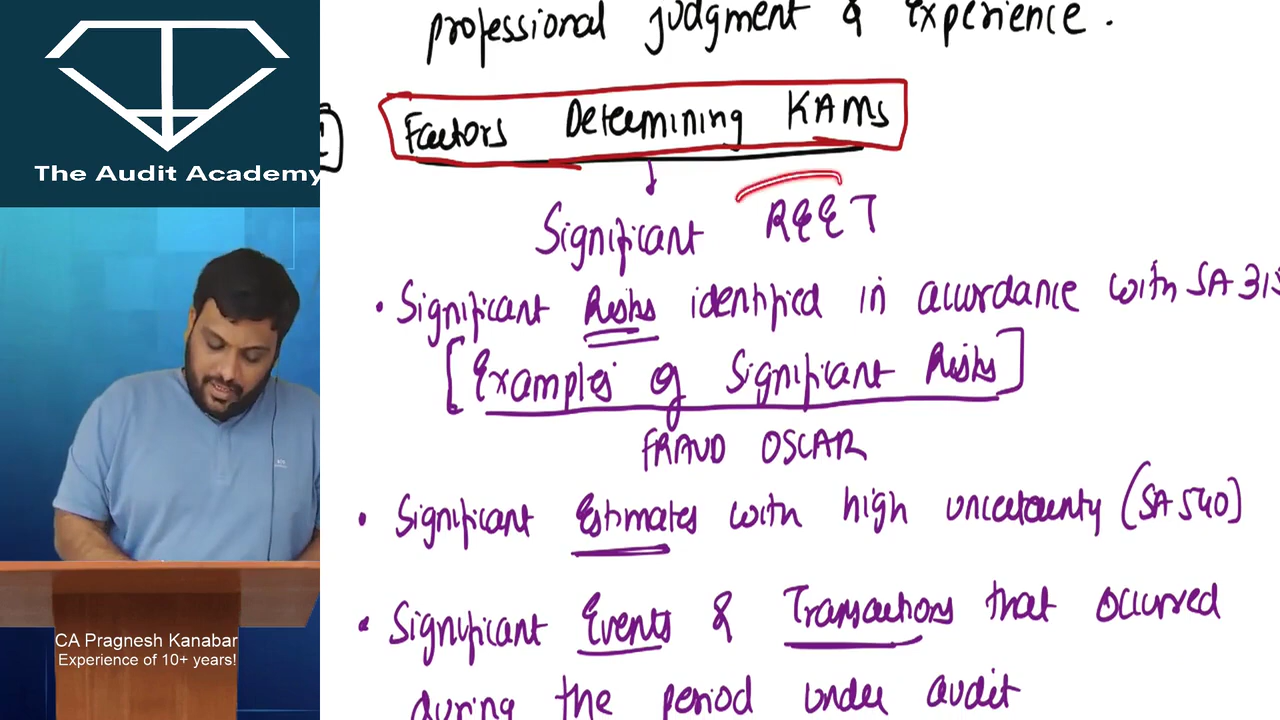 professional judgment & experience.
Factors Determining KAMs
Significant REET
• Significant Risks identified in accordance with SA 315
[Examples of Significant Risks]
FRAUD OSCAR
• Significant Estimates with high uncertainty (SA 540)
• Significant Events & Transactions that occurred
during the period under audit
The Audit Academy
CA Pragnesh Kanabar
Experience of 10+ years!